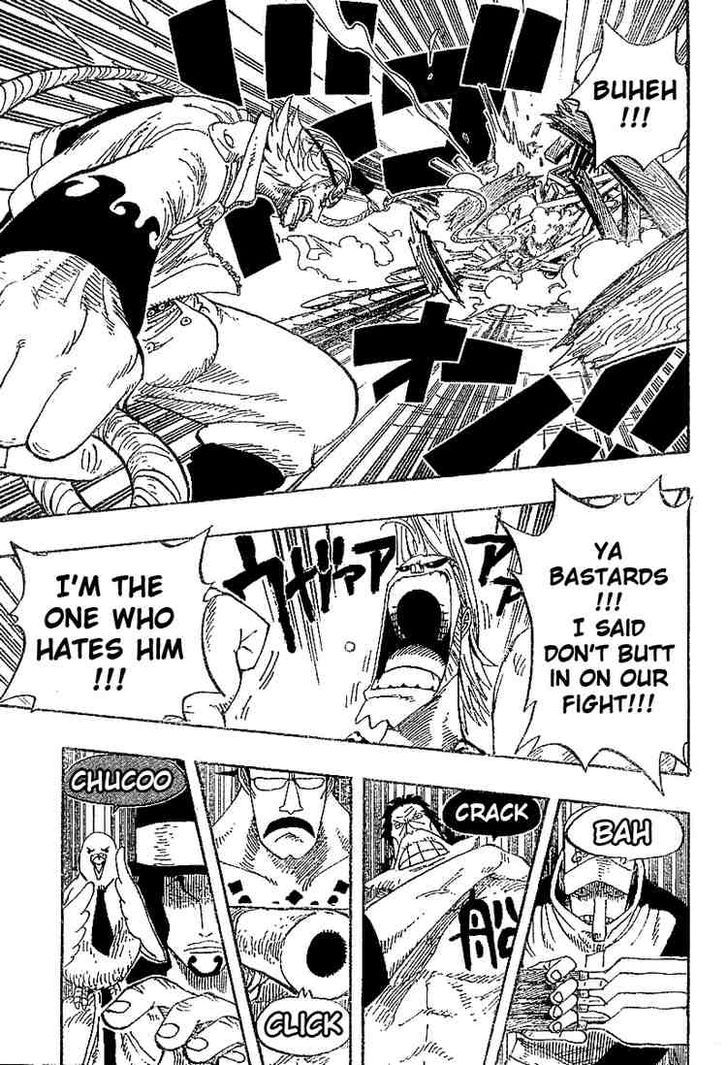 BUHEH
!!!
YA
BASTARDS
!!!
I SAID
DON'T BUTT
IN ON OUR
FIGHT!!!
I'M THE
ONE WHO
HATES HIM
!!!
BAH
CRACK
CLICK
CHUCOO